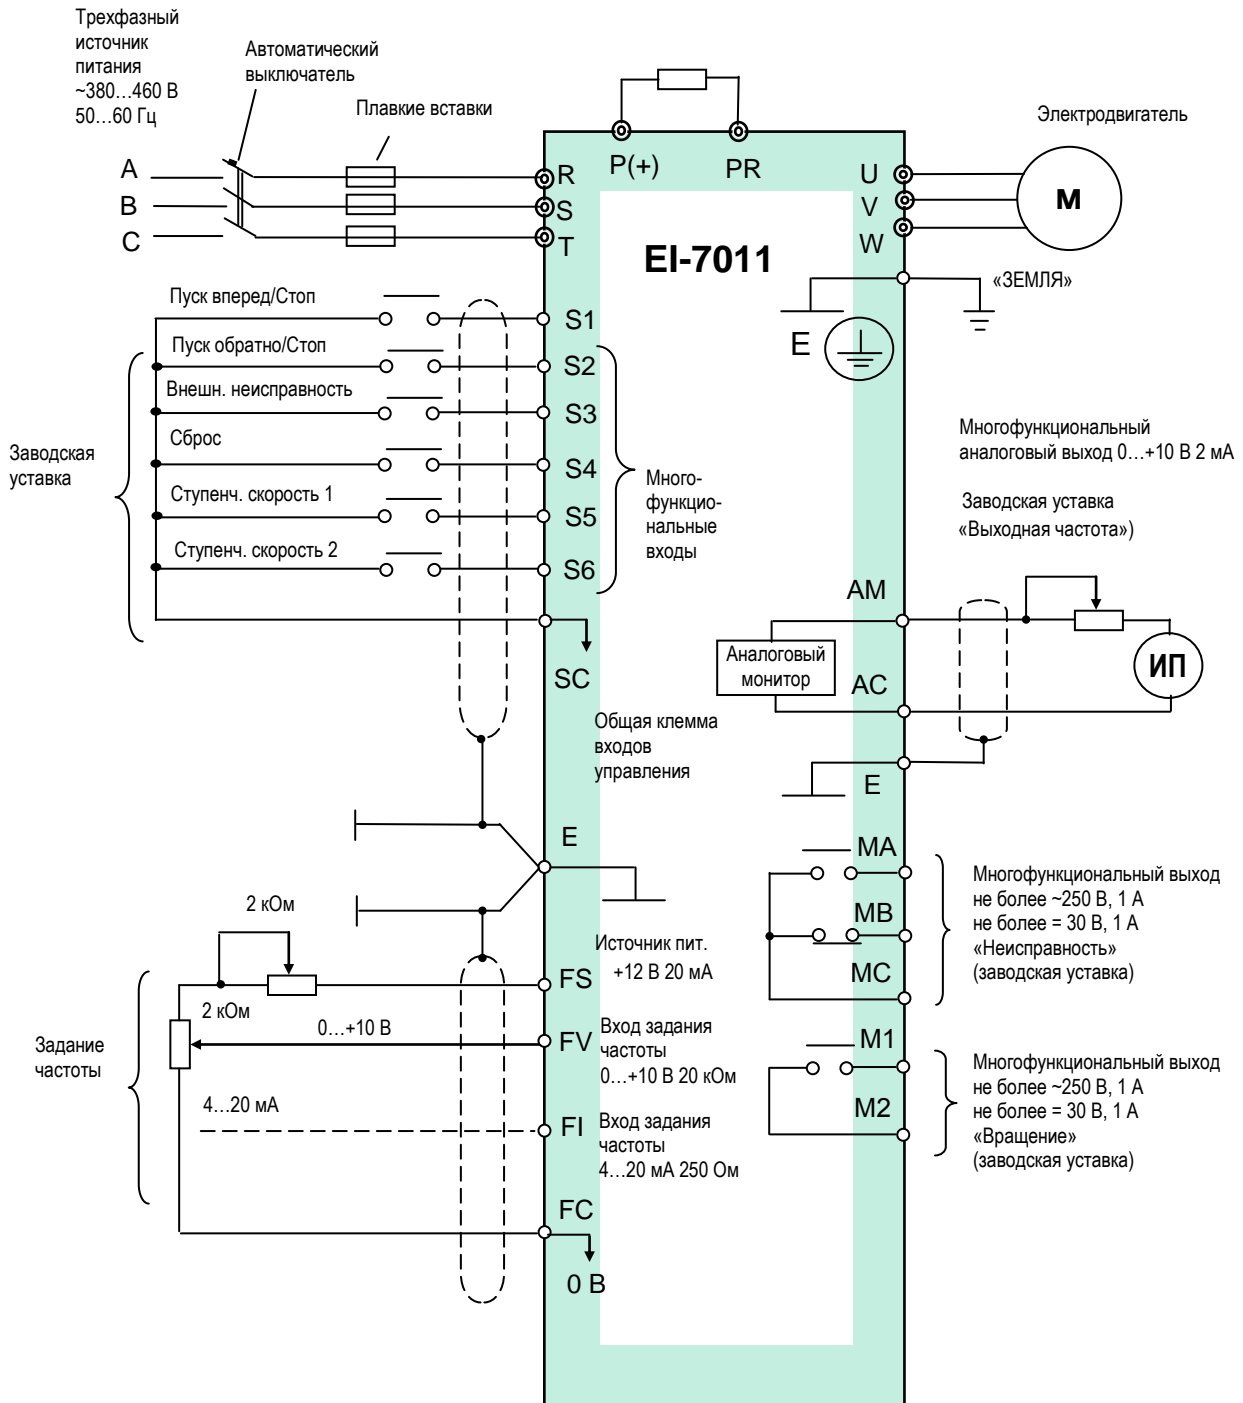 Трехфазный
источник
питания
~380…460 В
50…60 Гц
Автоматический
выключатель
Плавкие вставки
Электродвигатель
A
B
C
R
S
T
P(+)
PR
U
V
W
М
EI-7011
«ЗЕМЛЯ»
E
Пуск вперед/Стоп
S1
Пуск обратно/Стоп
S2
Внешн. неисправность
S3
Сброс
S4
Ступенч. скорость 1
S5
Ступенч. скорость 2
S6
Заводская
уставка
Много-
функцио-
нальные
входы
SC
Общая клемма
входов
управления
Многофункциональный
аналоговый выход 0…+10 В 2 мА
Заводская уставка
«Выходная частота»)
AM
Аналоговый
монитор
AC
ИП
E
E
MA
MB
MC
Многофункциональный выход
не более ~250 В, 1 А
не более = 30 В, 1 А
«Неисправность»
(заводская уставка)
M1
M2
Многофункциональный выход
не более ~250 В, 1 А
не более = 30 В, 1 А
«Вращение»
(заводская уставка)
2 кОм
Источник пит.
+12 В 20 мА
FS
2 кОм
0…+10 В
FV
Вход задания
частоты
0…+10 В 20 кОм
Задание
частоты
4…20 мА
FI
Вход задания
частоты
4…20 мА 250 Ом
FC
0 В